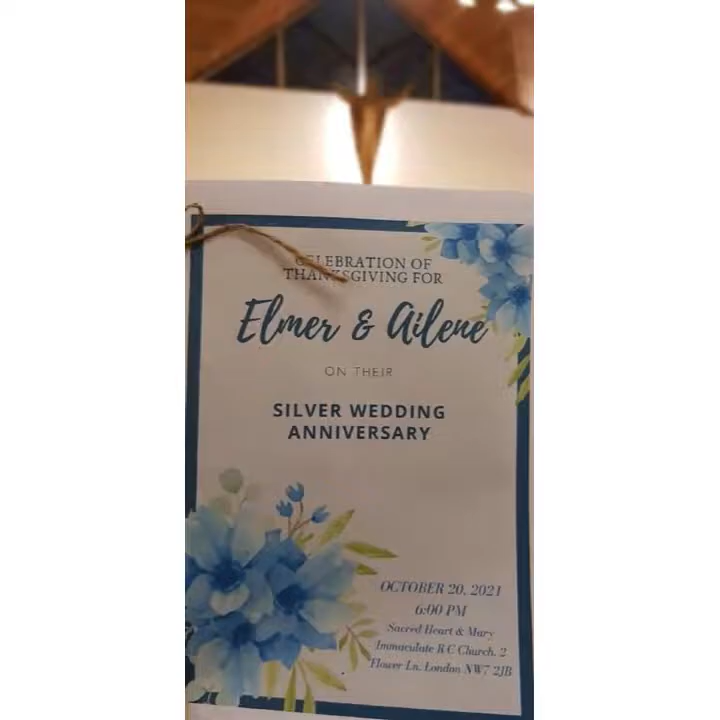 CELEBRATION OF
THANKSGIVING FOR
Elmer & Ailene
ON THEIR
SILVER WEDDING
ANNIVERSARY
OCTOBER 20, 2021
6:00 PM
Sacred Heart & Mary
Immaculate R C Church, 2
Flower Ln, London NW7 2JB